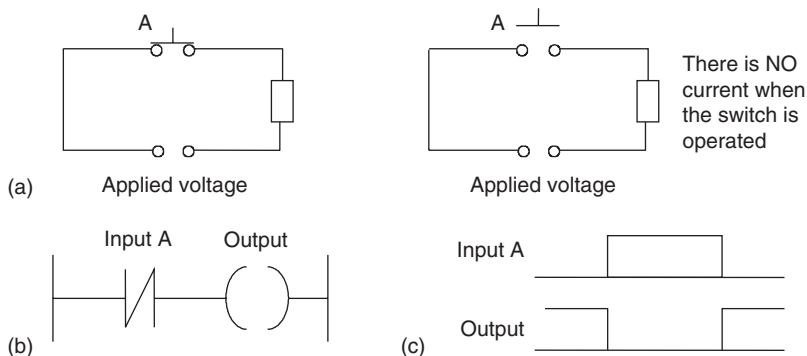 A
A
There is NO
current when
the switch is
operated
(a)
Applied voltage
Applied voltage
Input A
Output
(b)
Input A
Output
(c)